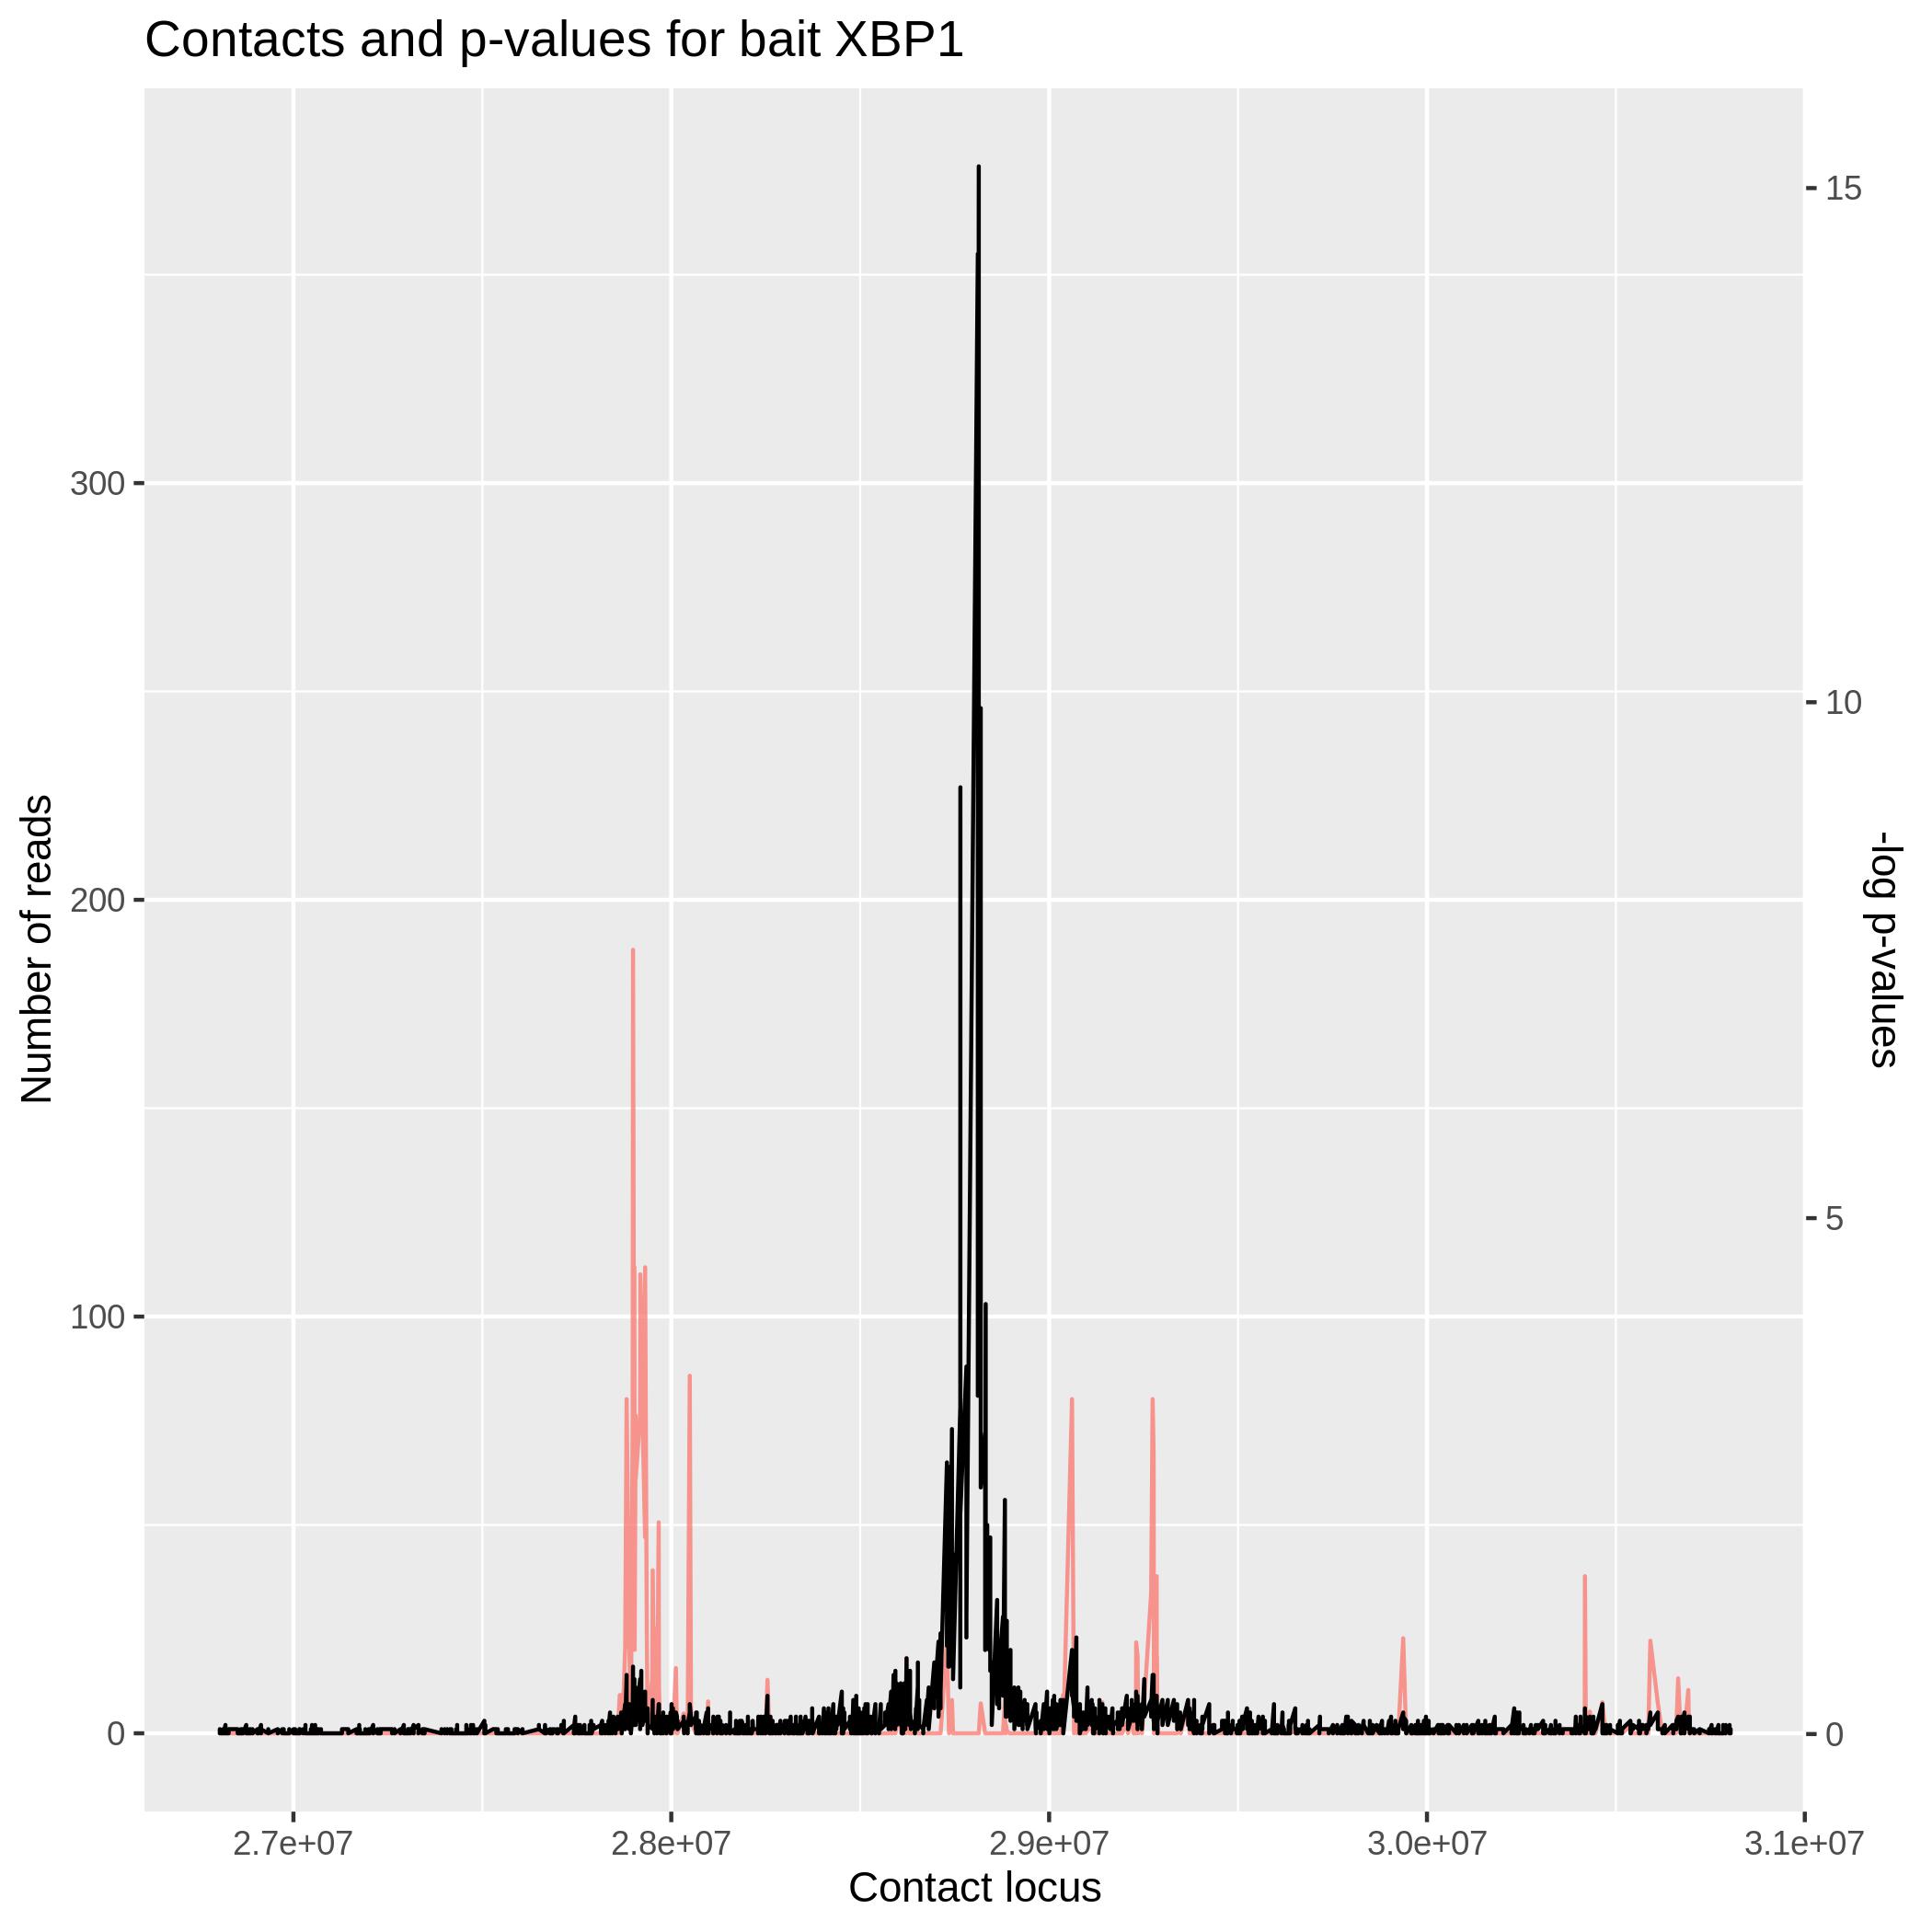 Contacts and p-values for bait XBP1
Number of reads
300
200
100
0
15
10
5
0
-log p-values
2.7e+07
2.8e+07
2.9e+07
3.0e+07
3.1e+07
Contact locus